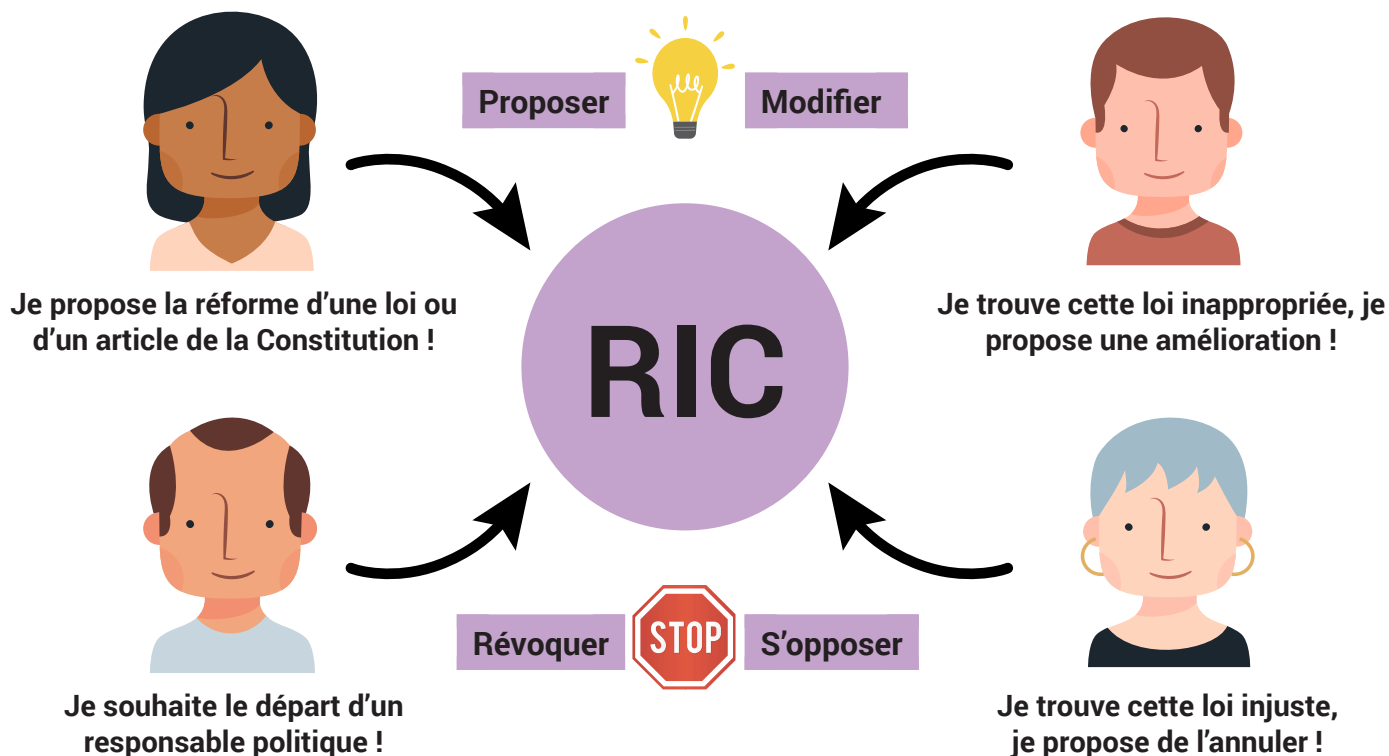 Proposer
Modifier
Je propose la réforme d’une loi ou
d’un article de la Constitution !
Je trouve cette loi inappropriée, je
propose une amélioration !
RIC
Révoquer
STOP
S’opposer
Je souhaite le départ d’un
responsable politique !
Je trouve cette loi injuste,
je propose de l’annuler !